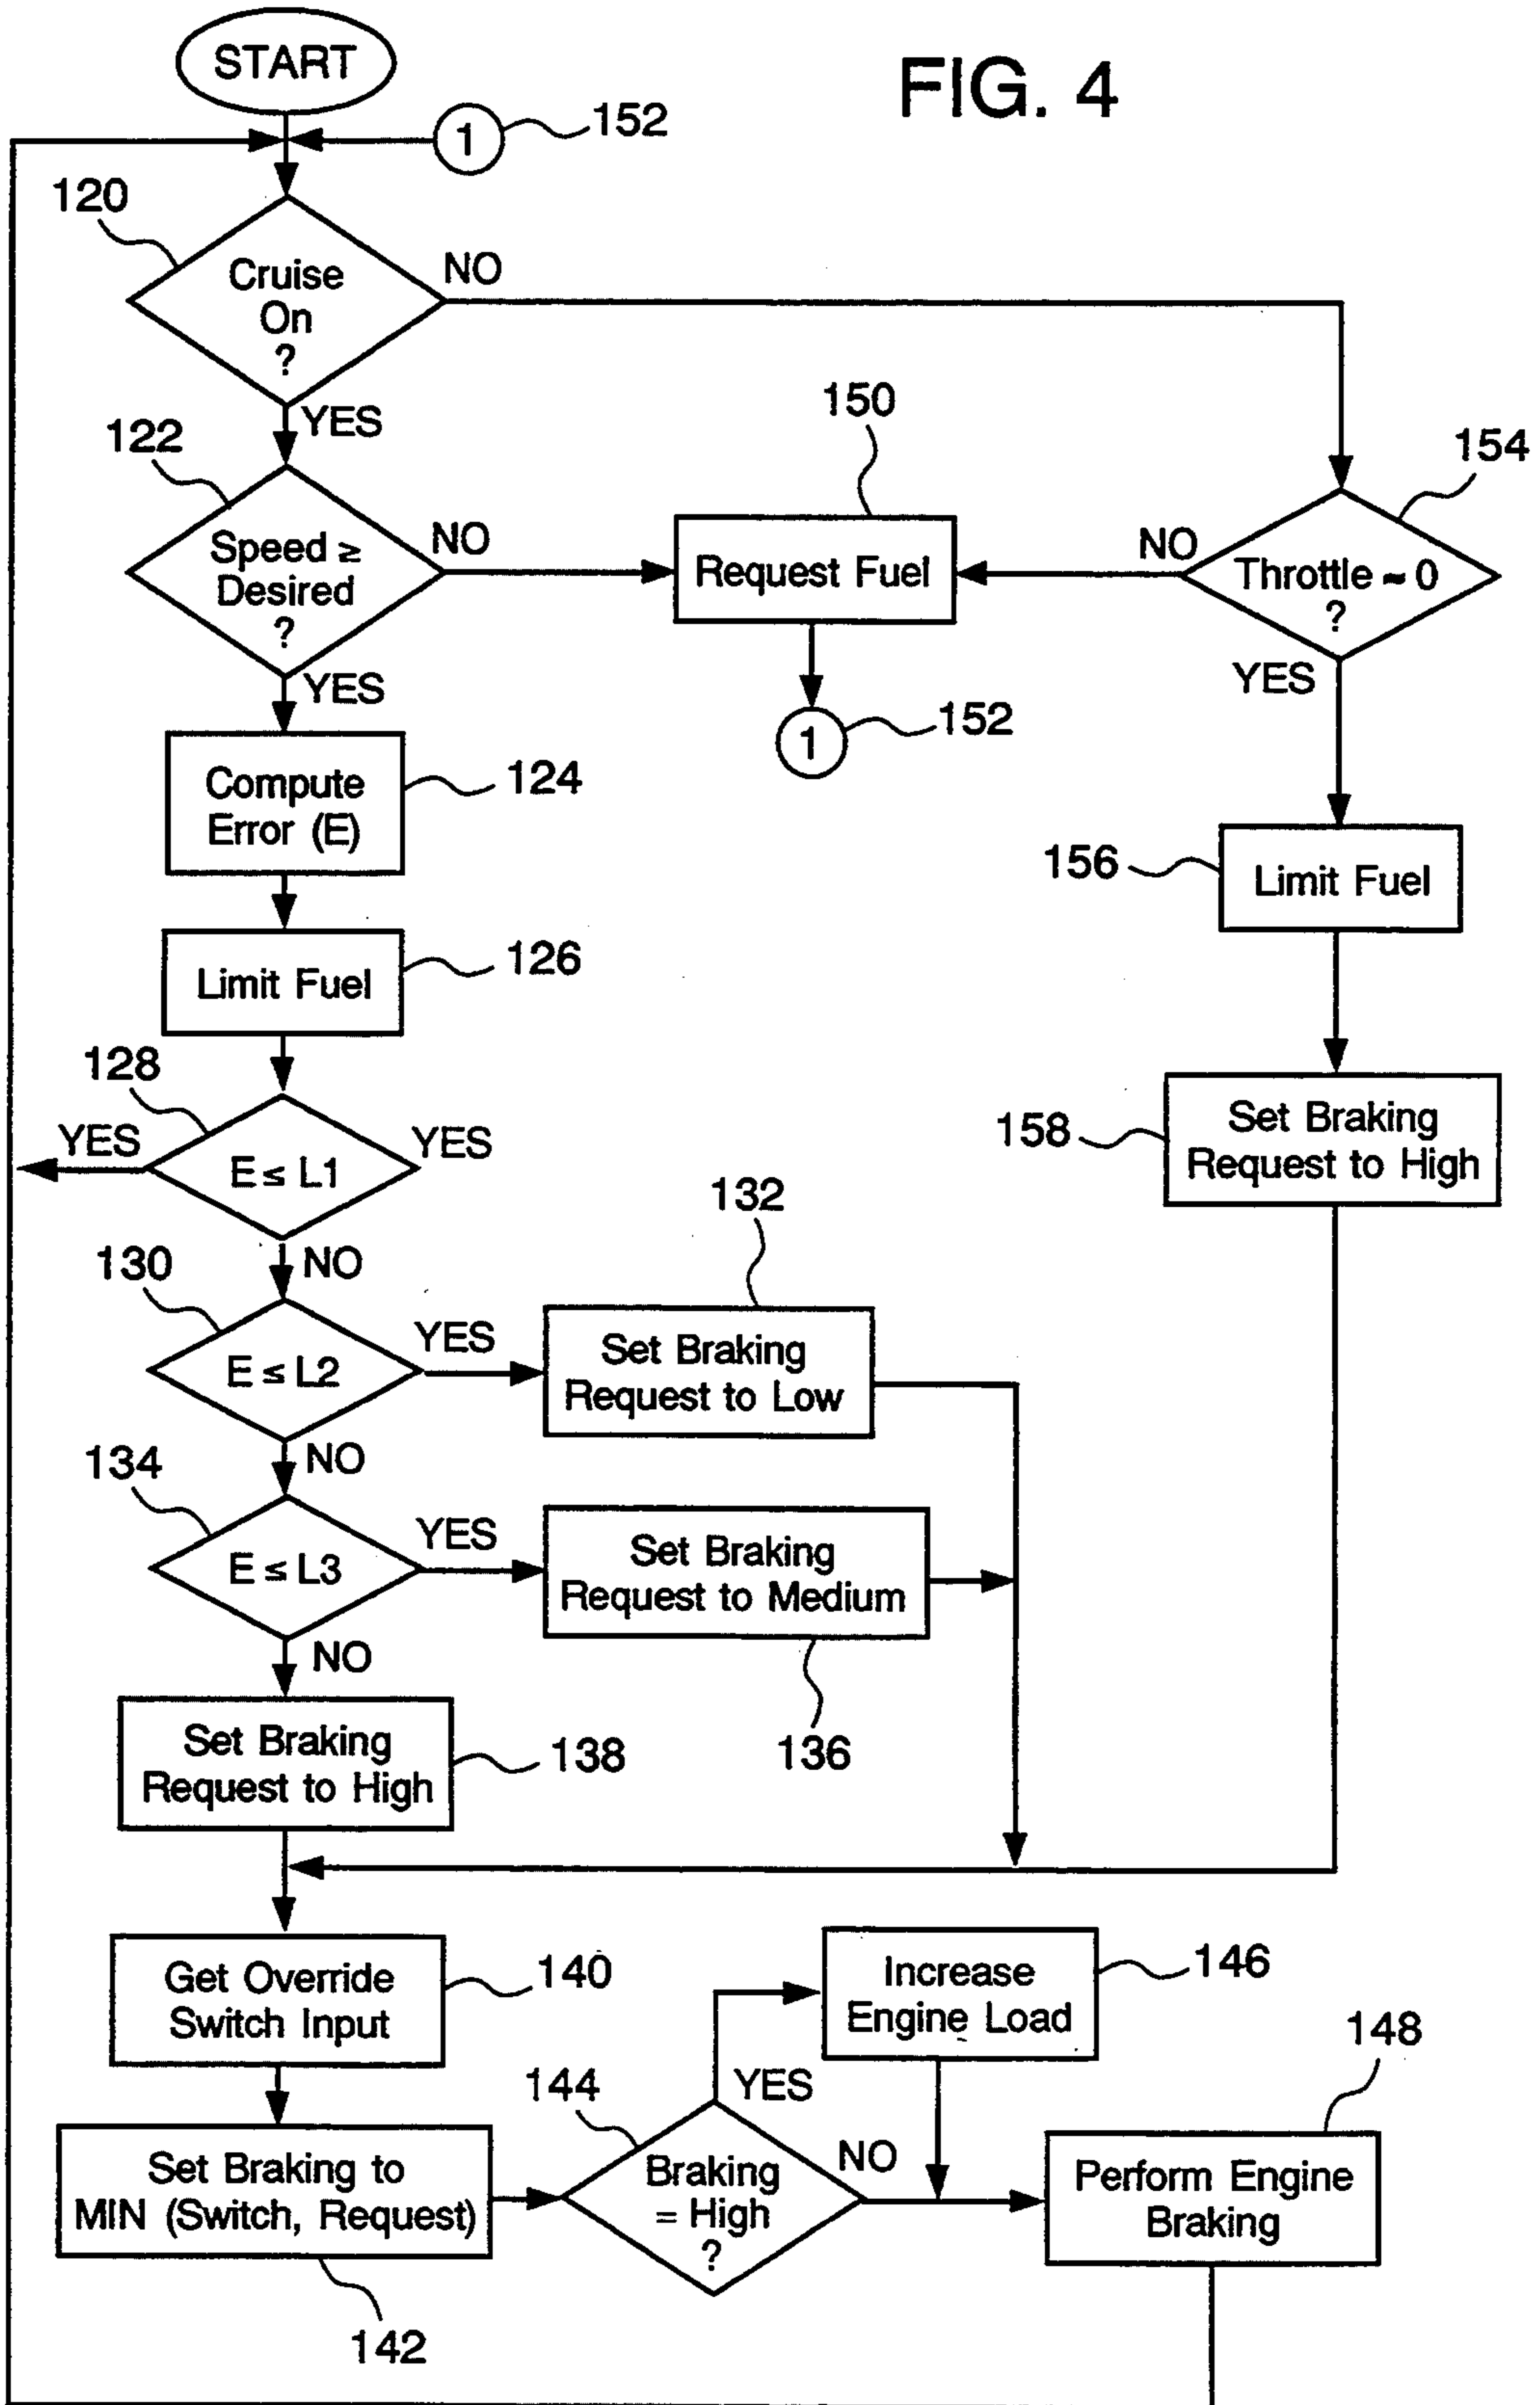 START
FIG. 4
1
152
120
Cruise
On
?
NO
YES
122
Speed ≥
Desired
?
NO
YES
150
Request Fuel
1
152
154
Throttle ≈ 0
?
NO
YES
124
Compute
Error (E)
126
Limit Fuel
156
Limit Fuel
128
YES
E ≤ L1
YES
NO
158
Set Braking
Request to High
130
E ≤ L2
YES
NO
132
Set Braking
Request to Low
134
E ≤ L3
YES
NO
Set Braking
Request to Medium
136
Set Braking
Request to High
138
Get Override
Switch Input
140
Set Braking to
MIN (Switch, Request)
142
144
Braking
= High
?
YES
NO
Increase
Engine Load
146
148
Perform Engine
Braking